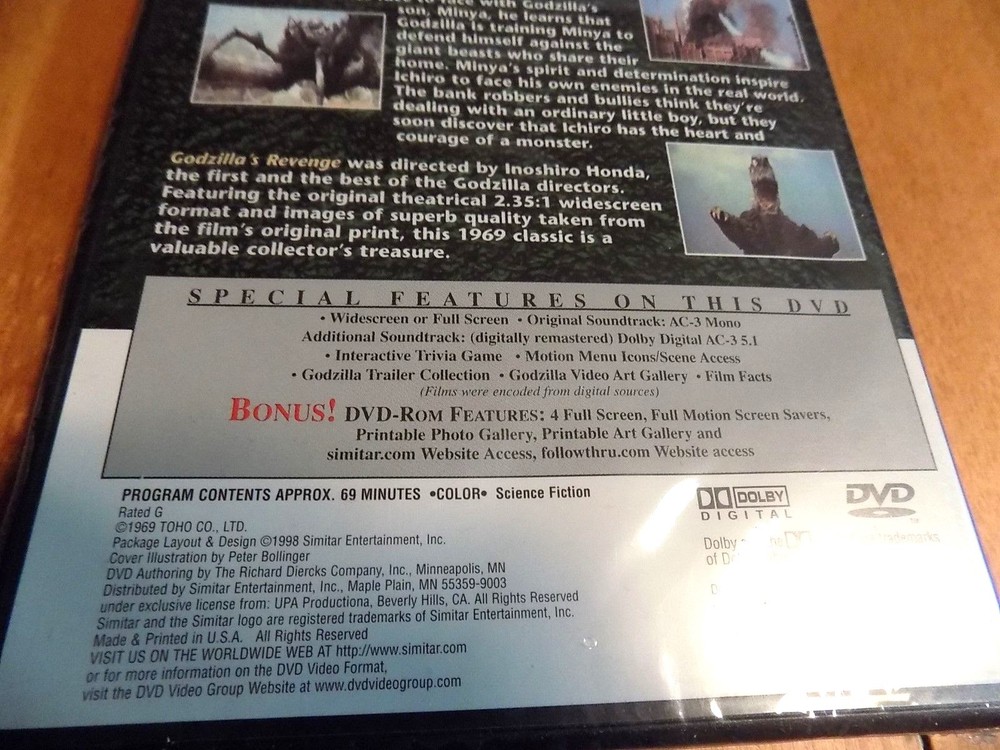 face to face with Godzilla's
son, Minya, he learns that
Godzilla is training Minya to
defend himself against the
giant beasts who share their
home. Minya's spirit and determination inspire
Ichiro to face his own enemies in the real world.
The bank robbers and bullies think they're
dealing with an ordinary little boy, but they
soon discover that Ichiro has the heart and
courage of a monster.
Godzilla's Revenge was directed by Inoshiro Honda,
the first and the best of the Godzilla directors.
Featuring the original theatrical 2.35:1 widescreen
format and images of superb quality taken from
the film's original print, this 1969 classic is a
valuable collector's treasure.
SPECIAL FEATURES ON THIS DVD
• Widescreen or Full Screen • Original Soundtrack: AC-3 Mono
Additional Soundtrack: (digitally remastered) Dolby Digital AC-3 5.1
• Interactive Trivia Game • Motion Menu Icons/Scene Access
• Godzilla Trailer Collection • Godzilla Video Art Gallery • Film Facts
(Films were encoded from digital sources)
BONUS! DVD-ROM FEATURES: 4 Full Screen, Full Motion Screen Savers,
Printable Photo Gallery, Printable Art Gallery and
simitar.com Website Access, followthru.com Website access
PROGRAM CONTENTS APPROX. 69 MINUTES •COLOR• Science Fiction
Rated G
©1969 TOHO CO., LTD.
Package Layout & Design ©1998 Simitar Entertainment, Inc.
Cover Illustration by Peter Bollinger
DVD Authoring by The Richard Diercks Company, Inc., Minneapolis, MN
Distributed by Simitar Entertainment, Inc., Maple Plain, MN 55359-9003
under exclusive license from: UPA Productiona, Beverly Hills, CA. All Rights Reserved
Simitar and the Simitar logo are registered trademarks of Simitar Entertainment, Inc.
Made & Printed in U.S.A. All Rights Reserved
VISIT US ON THE WORLDWIDE WEB AT http://www.simitar.com
or for more information on the DVD Video Format,
visit the DVD Video Group Website at www.dvdvideogroup.com
DOLBY
DIGITAL
DVD
Dolby trademarks
of